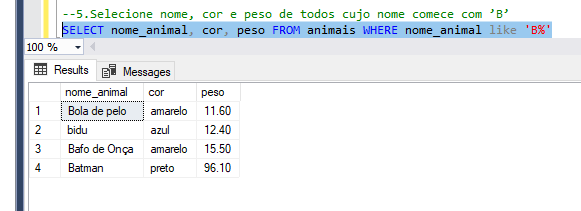 --5.Selecione nome, cor e peso de todos cujo nome comece com ’B’
SELECT nome_animal, cor, peso FROM animais WHERE nome_animal like 'B%'
100 %
Results Messages
nome_animal cor peso
1 Bola de pelo amarelo 11.60
2 bidu azul 12.40
3 Bafo de Onça amarelo 15.50
4 Batman preto 96.10